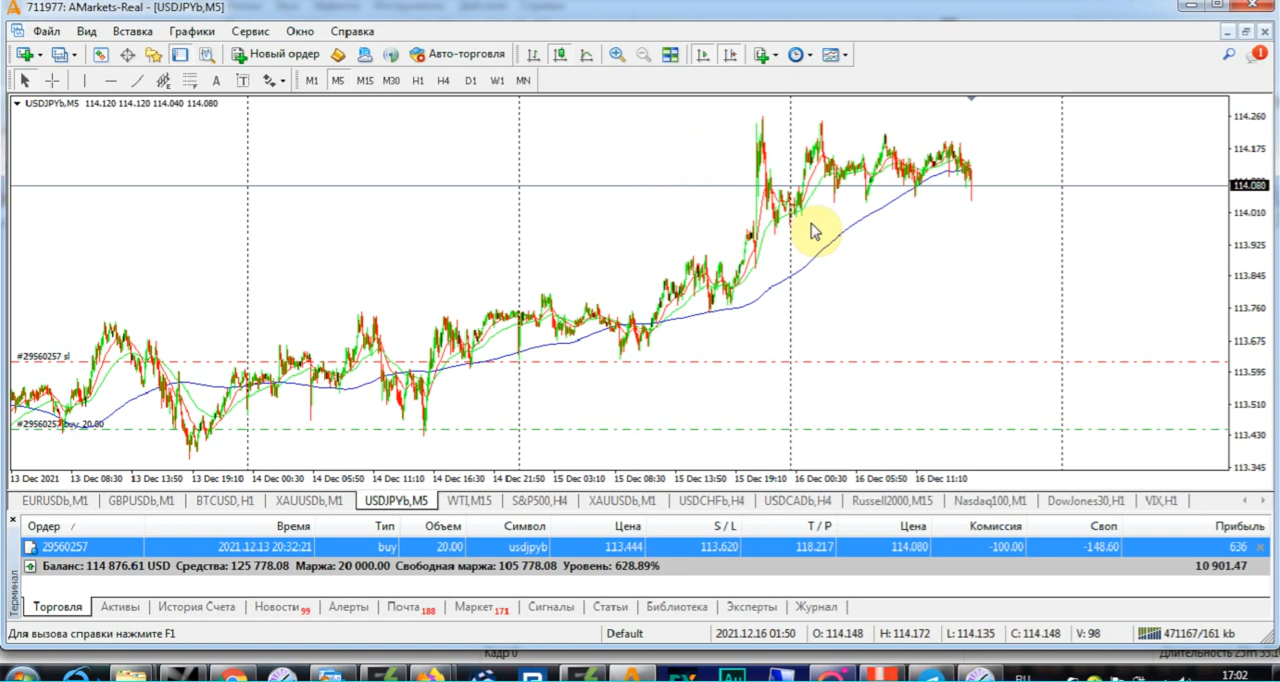 711977: AMarkets-Real - [USDJPYb,M5]
Файл Вид Вставка Графики Сервис Окно Справка
Новый ордер Авто-торговля 1
A T M1 M5 M15 M30 H1 H4 D1 W1 MN
USDJPYb,M5 114.120 114.120 114.040 114.080
114.260
114.175
114.080
114.010
113.925
113.845
113.760
113.675
#29560257 sl
113.595
113.510
#29560257 buy 20.00
113.430
113.345
13 Dec 2021 13 Dec 08:30 13 Dec 13:50 13 Dec 19:10 14 Dec 00:30 14 Dec 05:50 14 Dec 11:10 14 Dec 16:30 14 Dec 21:50 15 Dec 03:10 15 Dec 08:30 15 Dec 13:50 15 Dec 19:10 16 Dec 00:30 16 Dec 05:50 16 Dec 11:10
EURUSDb,M1 GBPUSDb,M1 BTCUSD,H1 XAUUSDb,M1 USDJPYb,M5 WTI,M15 S&P500,H4 XAUUSDb,M1 USDCHFb,H4 USDCADb,H4 Russell2000,M15 Nasdaq100,M1 DowJones30,H1 VIX,H1
Ордер Время Тип Объем Символ Цена S / L T / P Цена Комиссия Своп Прибыль
29560257 2021.12.13 20:32:21 buy 20.00 usdjpyb 113.444 113.620 118.217 114.080 -100.00 -148.60 636
Баланс: 114 876.61 USD Средства: 125 778.08 Маржа: 20 000.00 Свободная маржа: 105 778.08 Уровень: 628.89% 10 901.47
Терминал
Торговля Активы История Счета Новости 99 Алерты Почта 188 Маркет 171 Сигналы Статьи Библиотека Эксперты Журнал
Для вызова справки нажмите F1 Default 2021.12.16 01:50 O: 114.148 H: 114.172 L: 114.135 C: 114.148 V: 98 471167/161 kb
Кадр 0
17:02